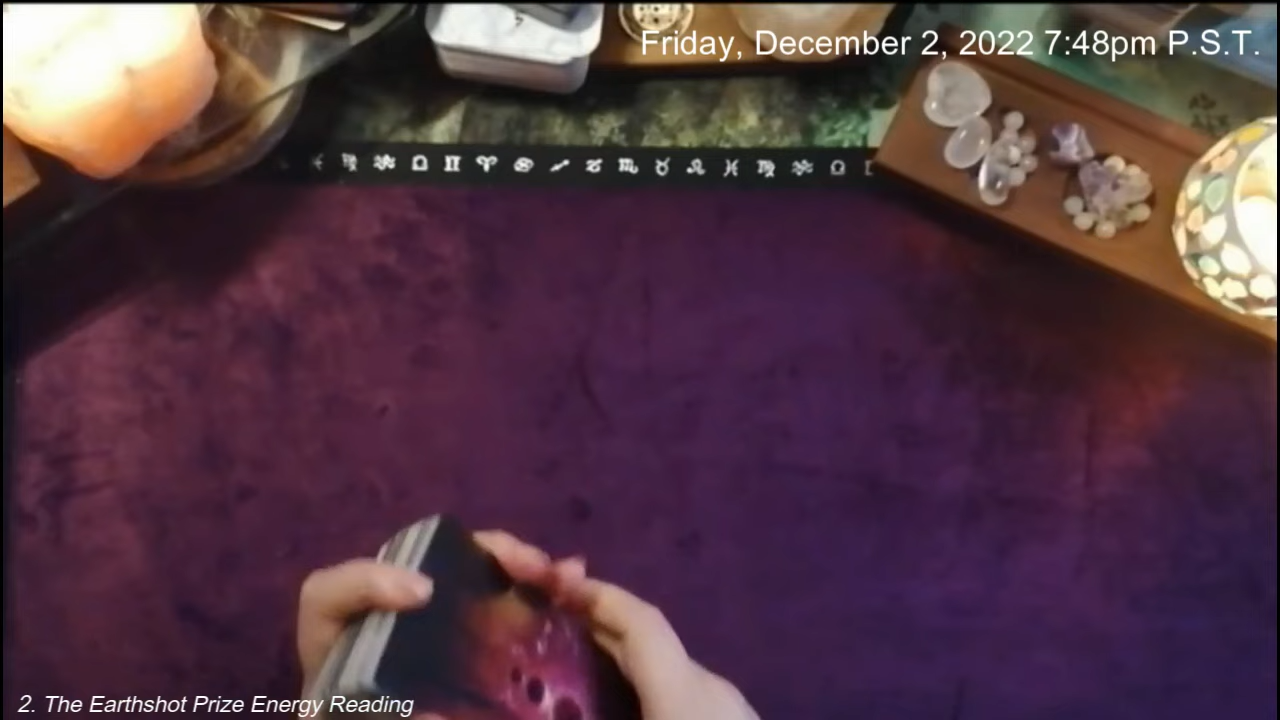 Friday, December 2, 2022 7:48pm P.S.T.
2. The Earthshot Prize Energy Reading